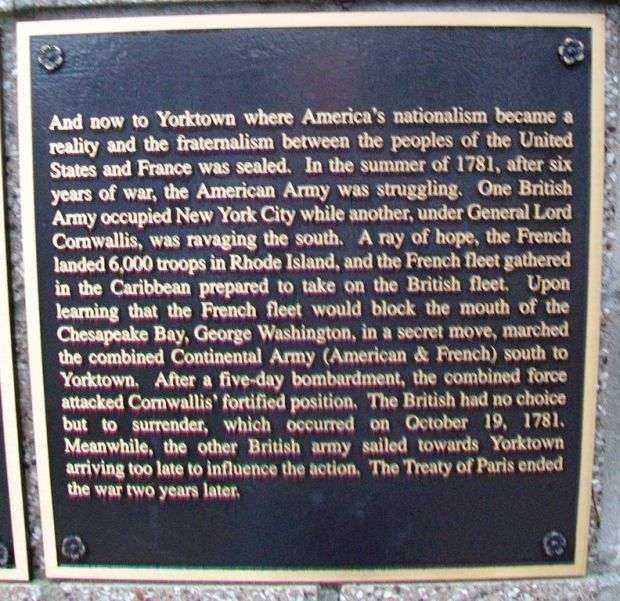 And now to Yorktown where America's nationalism became a
reality and the fraternalism between the peoples of the United
States and France was sealed. In the summer of 1781, after six
years of war, the American Army was struggling. One British
Army occupied New York City while another, under General Lord
Cornwallis, was ravaging the south. A ray of hope, the French
landed 6,000 troops in Rhode Island, and the French fleet gathered
in the Caribbean prepared to take on the British fleet. Upon
learning that the French fleet would block the mouth of the
Chesapeake Bay, George Washington, in a secret move, marched
the combined Continental Army (American & French) south to
Yorktown. After a five-day bombardment, the combined force
attacked Cornwallis' fortified position. The British had no choice
but to surrender, which occurred on October 19, 1781.
Meanwhile, the other British army sailed towards Yorktown
arriving too late to influence the action. The Treaty of Paris ended
the war two years later.